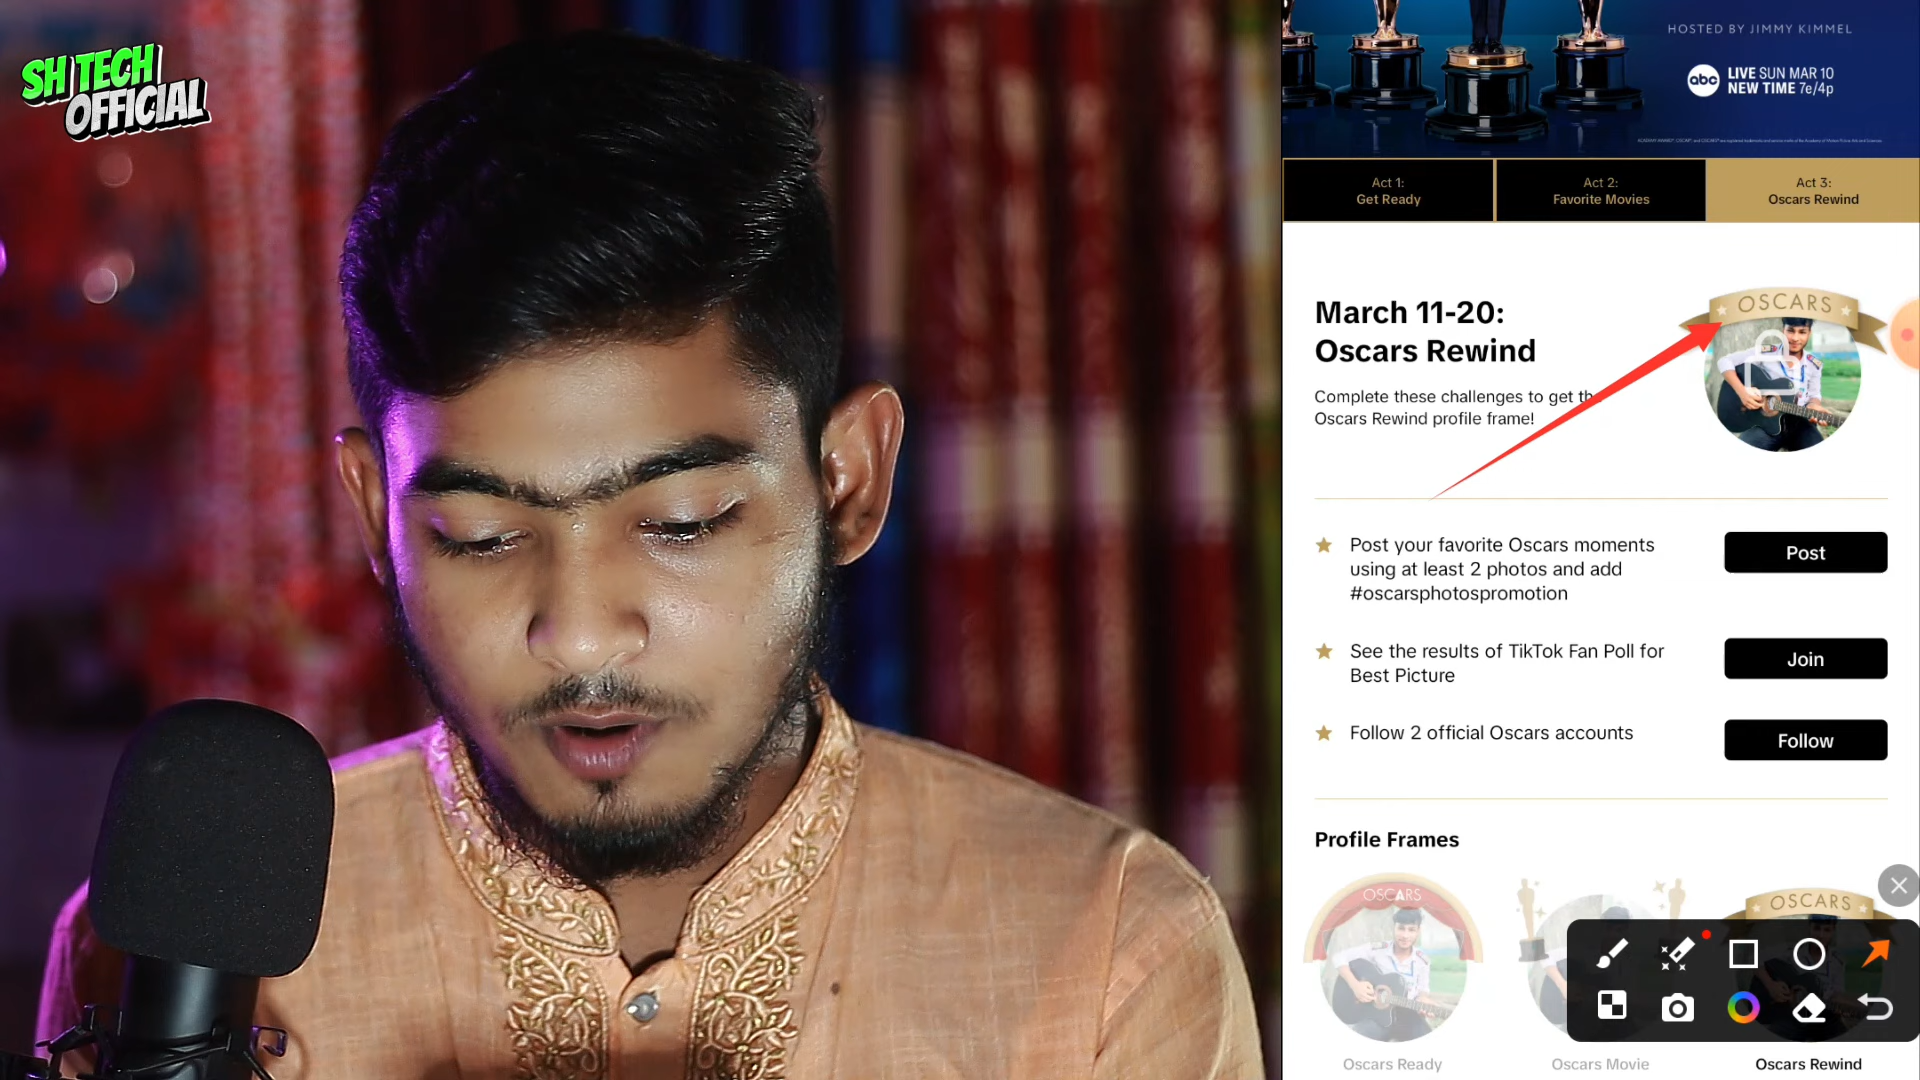 SH TECH
OFFICIAL
HOSTED BY JIMMY KIMMEL
abc
LIVE SUN MAR 10
NEW TIME 7e/4p
Act 1:
Get Ready
Act 2:
Favorite Movies
Act 3:
Oscars Rewind
March 11-20:
Oscars Rewind
OSCARS
Complete these challenges to get
Oscars Rewind profile frame!
Post your favorite Oscars moments
using at least 2 photos and add
#oscarsphotospromotion
Post
See the results of TikTok Fan Poll for
Best Picture
Join
Follow 2 official Oscars accounts
Follow
Profile Frames
OSCARS
OSCARS
Oscars Ready
Oscars Movie
Oscars Rewind